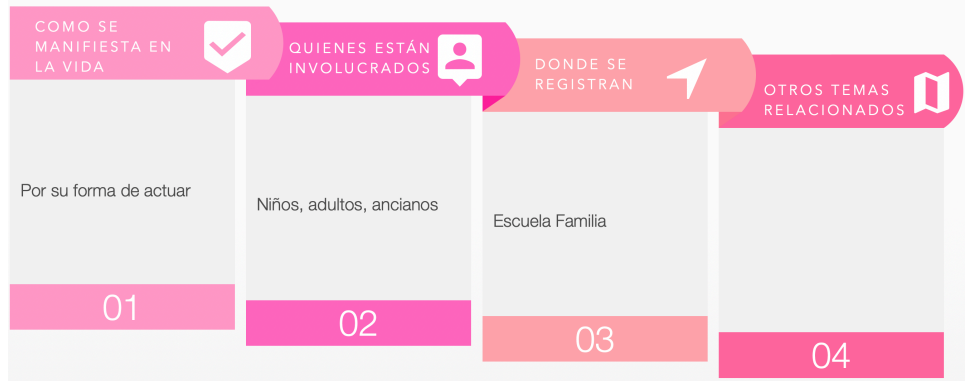 COMO SE
MANIFIESTA EN
LA VIDA
Por su forma de actuar
01
QUIENES ESTÁN
INVOLUCRADOS
Niños, adultos, ancianos
02
DONDE SE
REGISTRAN
Escuela Familia
03
OTROS TEMAS
RELACIONADOS
04